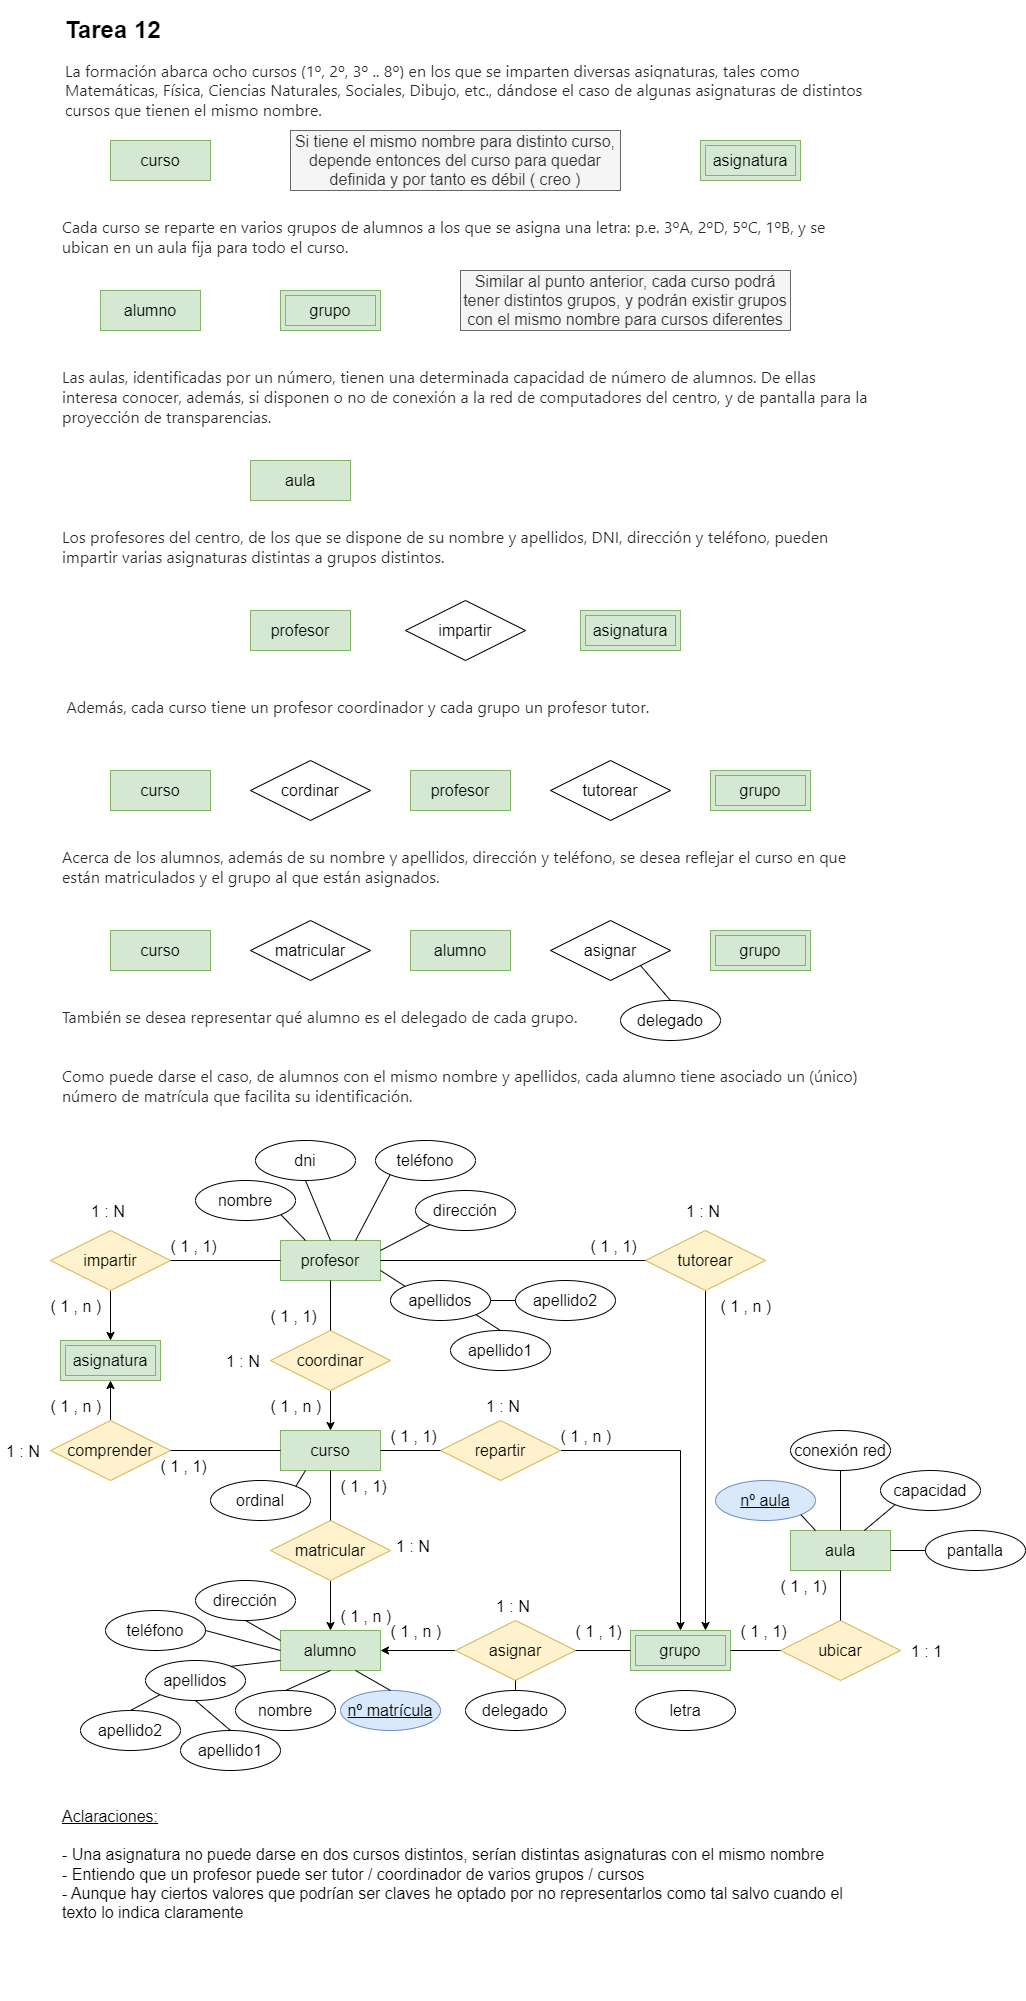 Tarea 12
La formación abarca ocho cursos (1º, 2º, 3º .. 8º) en los que se imparten diversas asignaturas, tales como
Matemáticas, Física, Ciencias Naturales, Sociales, Dibujo, etc., dándose el caso de algunas asignaturas de distintos
cursos que tienen el mismo nombre.
curso
Si tiene el mismo nombre para distinto curso,
depende entonces del curso para quedar
definida y por tanto es débil ( creo )
asignatura
Cada curso se reparte en varios grupos de alumnos a los que se asigna una letra: p.e. 3ºA, 2ºD, 5ºC, 1ºB, y se
ubican en un aula fija para todo el curso.
alumno
grupo
Similar al punto anterior, cada curso podrá
tener distintos grupos, y podrán existir grupos
con el mismo nombre para cursos diferentes
Las aulas, identificadas por un número, tienen una determinada capacidad de número de alumnos. De ellas
interesa conocer, además, si disponen o no de conexión a la red de computadores del centro, y de pantalla para la
proyección de transparencias.
aula
Los profesores del centro, de los que se dispone de su nombre y apellidos, DNI, dirección y teléfono, pueden
impartir varias asignaturas distintas a grupos distintos.
profesor
impartir
asignatura
Además, cada curso tiene un profesor coordinador y cada grupo un profesor tutor.
curso
cordinar
profesor
tutorear
grupo
Acerca de los alumnos, además de su nombre y apellidos, dirección y teléfono, se desea reflejar el curso en que
están matriculados y el grupo al que están asignados.
curso
matricular
alumno
asignar
grupo
También se desea representar qué alumno es el delegado de cada grupo.
delegado
Como puede darse el caso, de alumnos con el mismo nombre y apellidos, cada alumno tiene asociado un (único)
número de matrícula que facilita su identificación.
dni
teléfono
nombre
dirección
1 : N
1 : N
( 1 , 1)
( 1 , 1)
impartir
profesor
tutorear
( 1 , n )
apellidos
apellido2
( 1 , n )
( 1 , 1)
apellido1
asignatura
1 : N
coordinar
( 1 , n )
( 1 , n )
1 : N
1 : N
comprender
( 1 , 1)
curso
( 1 , 1)
repartir
( 1 , n )
conexión red
ordinal
( 1 , 1)
nº aula
capacidad
matricular
1 : N
aula
pantalla
( 1 , 1)
dirección
teléfono
( 1 , n )
( 1 , n )
1 : N
alumno
asignar
( 1 , 1)
grupo
( 1 , 1)
ubicar
1 : 1
apellidos
nombre
nº matrícula
delegado
letra
apellido2
apellido1
Aclaraciones:
- Una asignatura no puede darse en dos cursos distintos, serían distintas asignaturas con el mismo nombre
- Entiendo que un profesor puede ser tutor / coordinador de varios grupos / cursos
- Aunque hay ciertos valores que podrían ser claves he optado por no representarlos como tal salvo cuando el
texto lo indica claramente